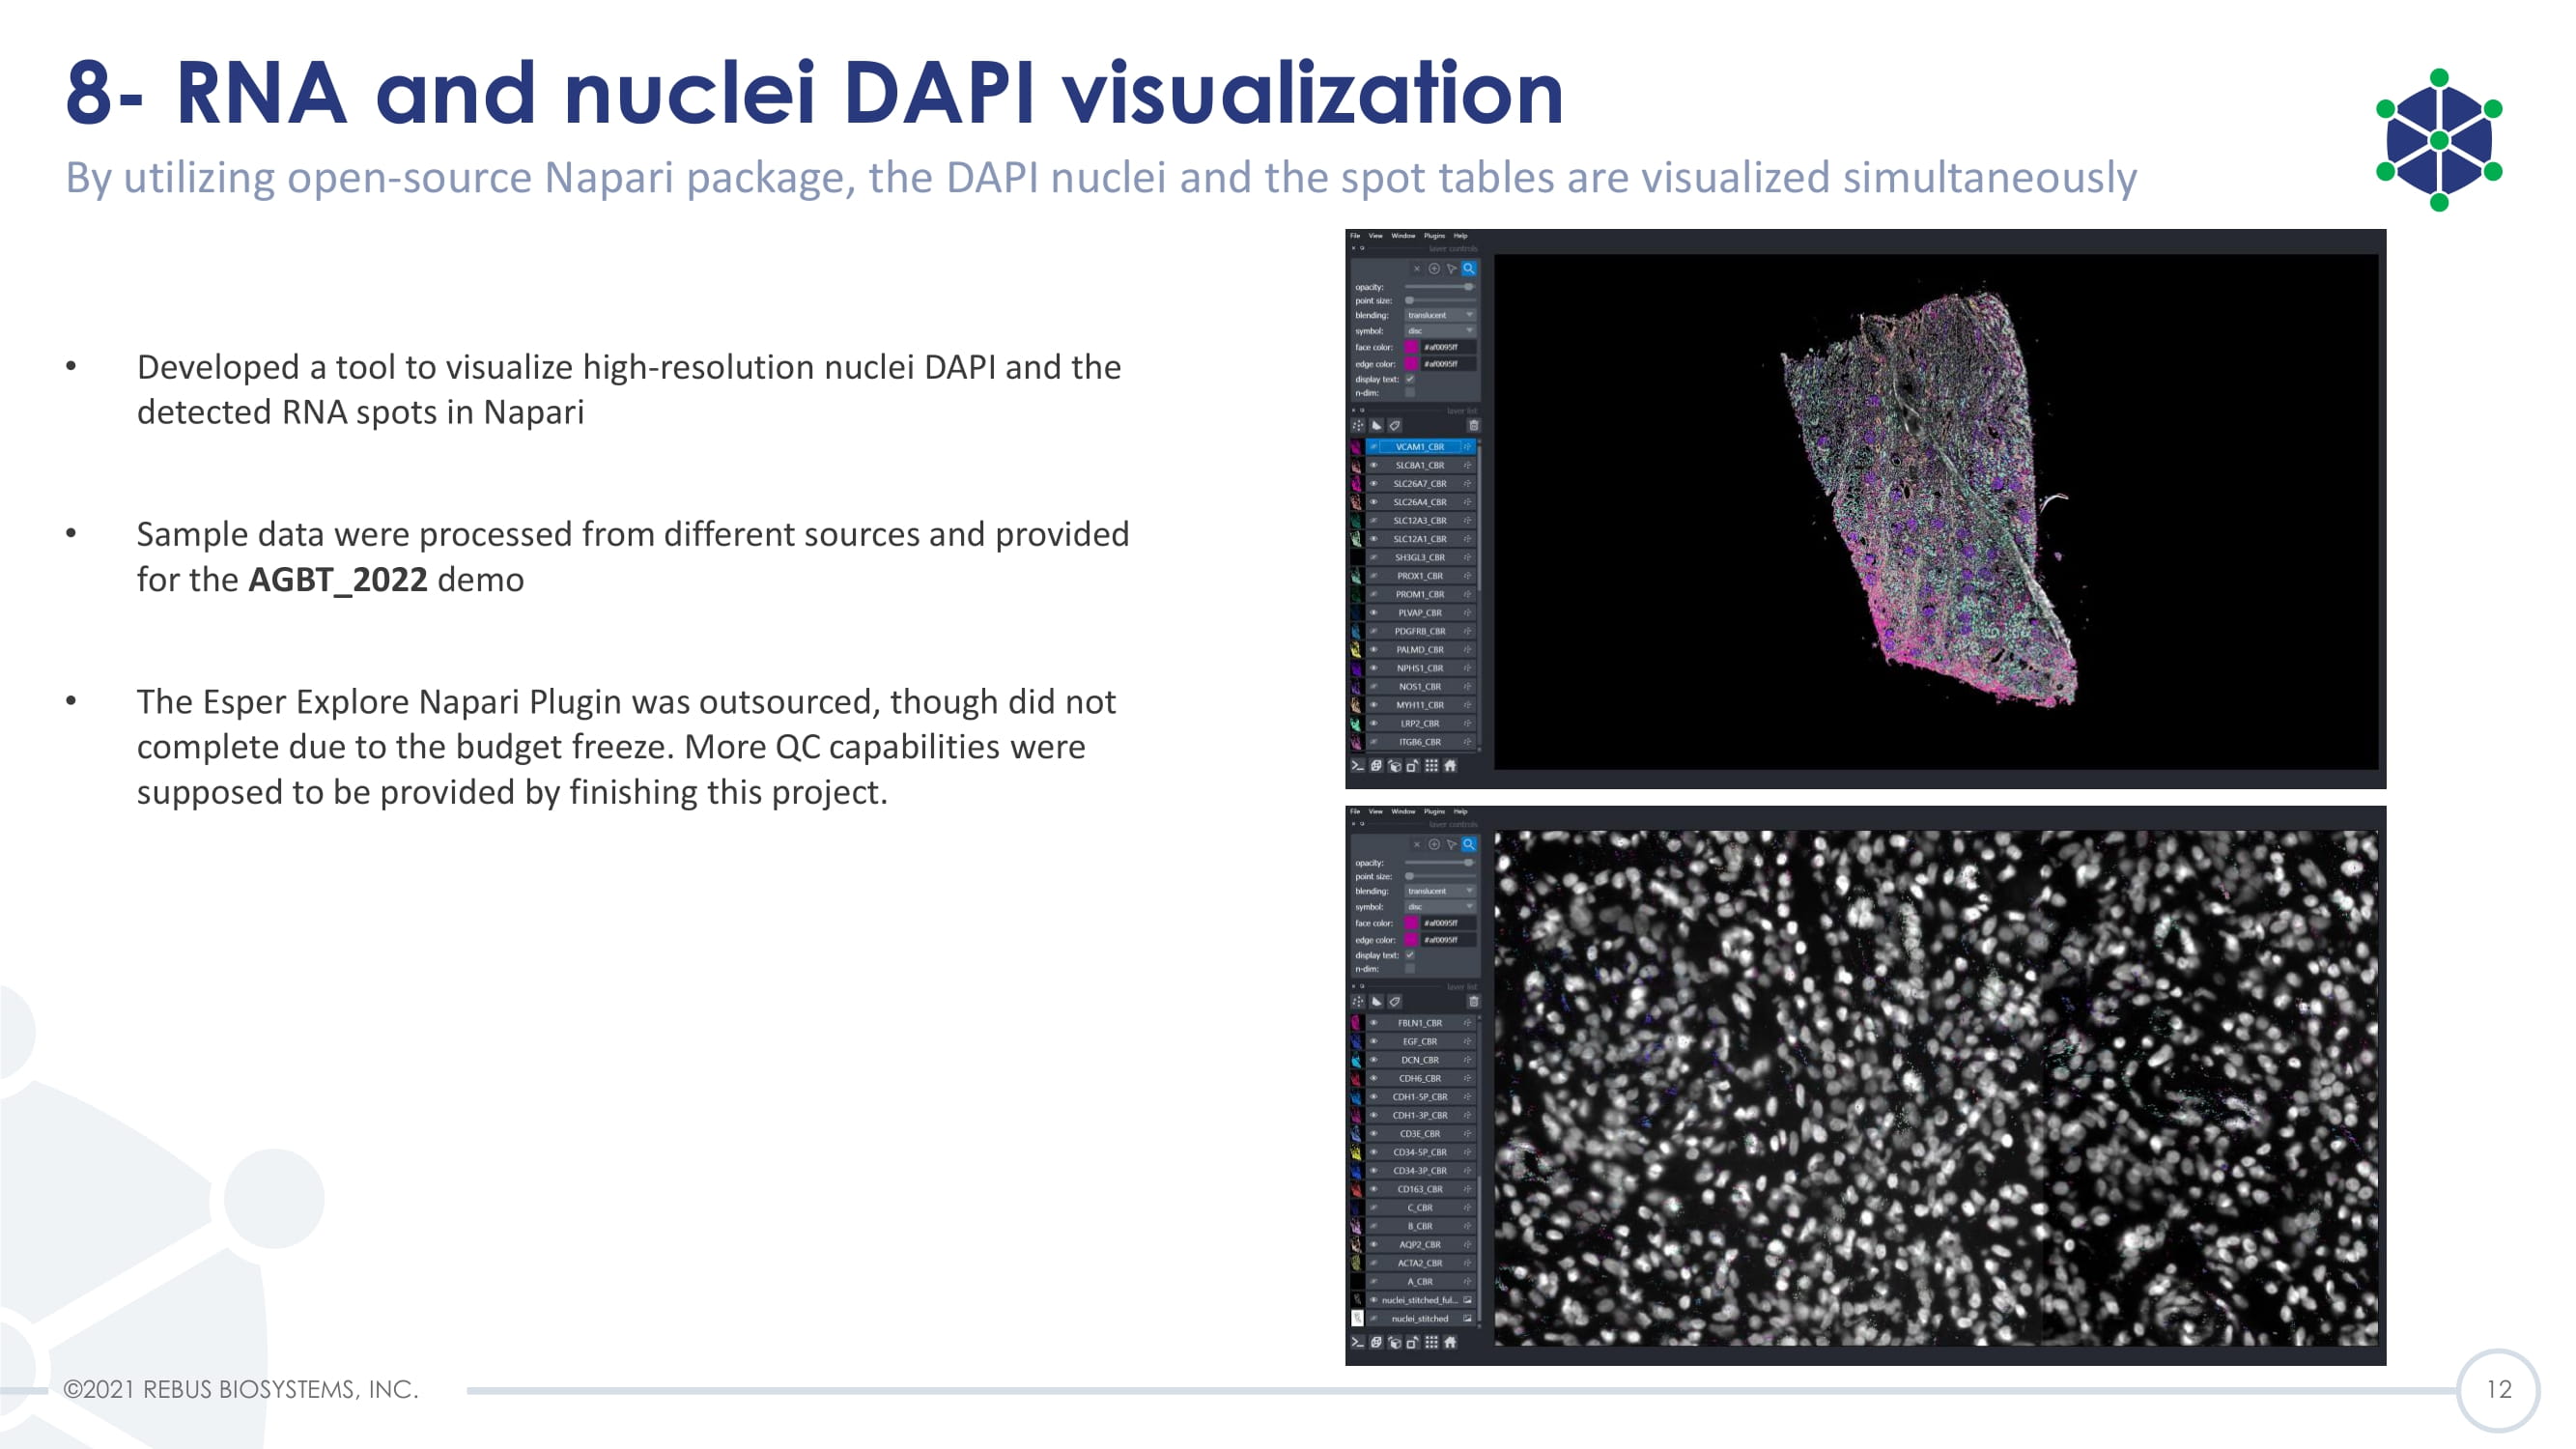 8- RNA and nuclei DAPI visualization
By utilizing open-source Napari package, the DAPI nuclei and the spot tables are visualized simultaneously
• Developed a tool to visualize high-resolution nuclei DAPI and the
detected RNA spots in Napari
• Sample data were processed from different sources and provided
for the AGBT_2022 demo
• The Esper Explore Napari Plugin was outsourced, though did not
complete due to the budget freeze. More QC capabilities were
supposed to be provided by finishing this project.
File View Window Plugins Help
layer controls
opacity:
point size:
blending: translucent
symbol: disc
face color: #af0095ff
edge color: #af0095ff
display text:
n-dim:
layer list
VCAM1_CBR
SLC8A1_CBR
SLC26A7_CBR
SLC26A4_CBR
SLC12A3_CBR
SLC12A1_CBR
SH3GL3_CBR
PROX1_CBR
PROM1_CBR
PLVAP_CBR
PDGFRB_CBR
PALMD_CBR
NPHS1_CBR
NOS1_CBR
MYH11_CBR
LRP2_CBR
ITGB6_CBR
File View Window Plugins Help
layer controls
opacity:
point size:
blending: translucent
symbol: disc
face color: #af0095ff
edge color: #af0095ff
display text:
n-dim:
layer list
FBLN1_CBR
EGF_CBR
DCN_CBR
CDH6_CBR
CDH1-5P_CBR
CDH1-3P_CBR
CD3E_CBR
CD34-5P_CBR
CD34-3P_CBR
CD163_CBR
C_CBR
B_CBR
AQP2_CBR
ACTA2_CBR
A_CBR
nuclei_stitched_ful...
nuclei_stitched
©2021 REBUS BIOSYSTEMS, INC.
12